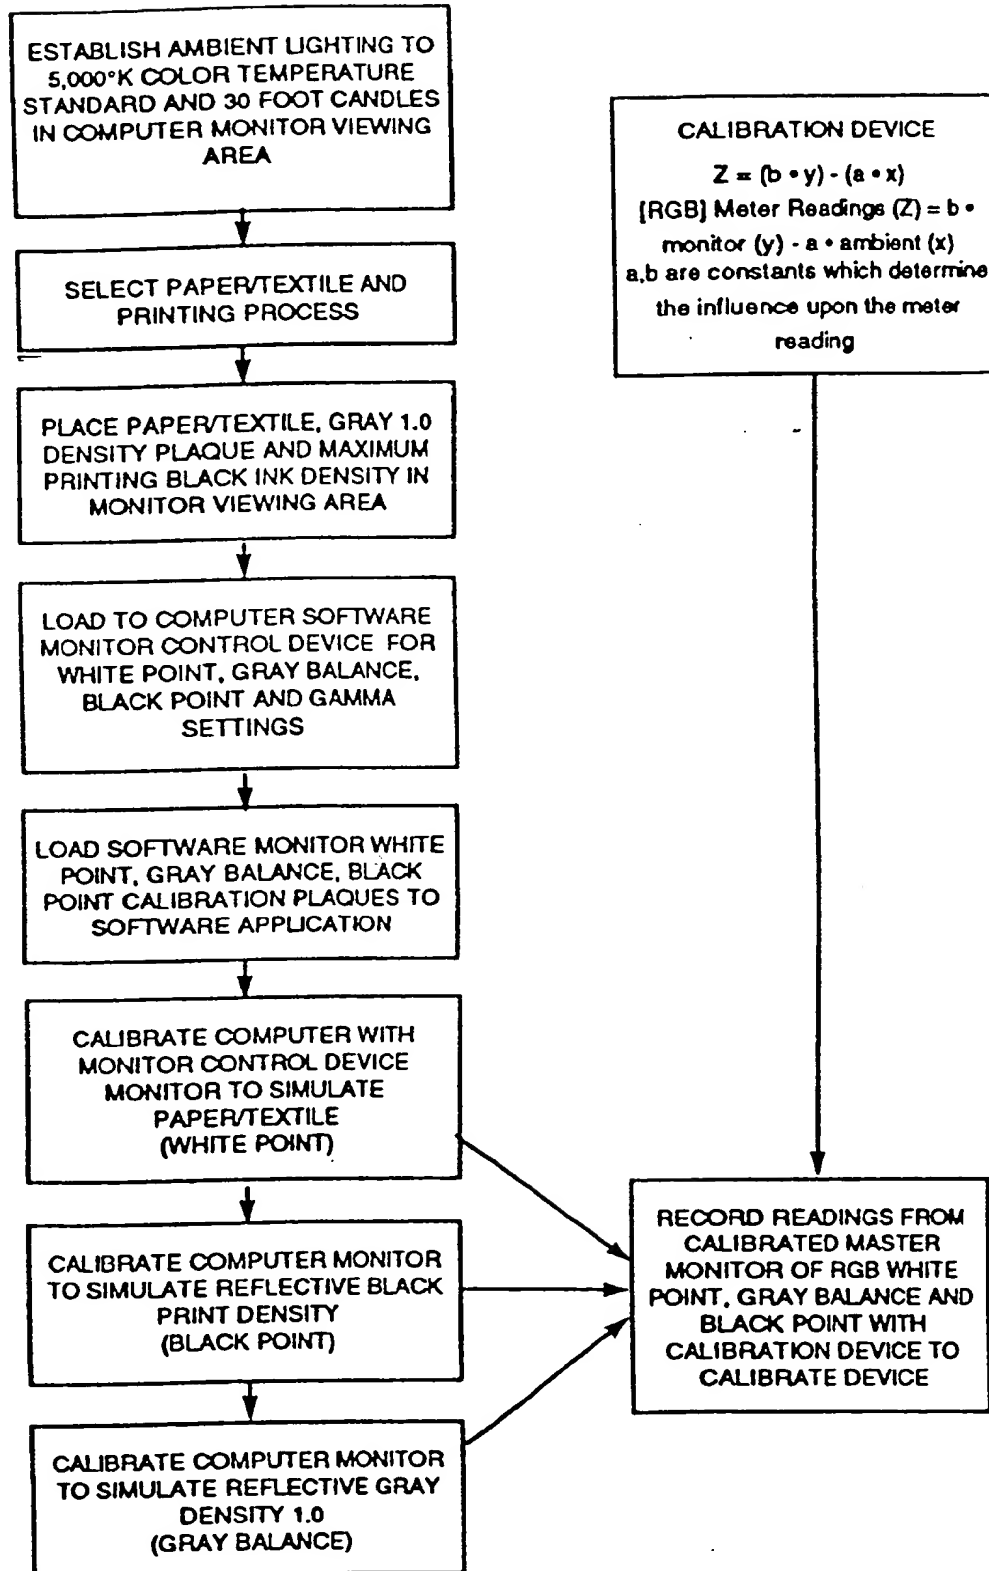 ESTABLISH AMBIENT LIGHTING TO
5,000°K COLOR TEMPERATURE
STANDARD AND 30 FOOT CANDLES
IN COMPUTER MONITOR VIEWING
AREA
SELECT PAPER/TEXTILE AND
PRINTING PROCESS
PLACE PAPER/TEXTILE, GRAY 1.0
DENSITY PLAQUE AND MAXIMUM
PRINTING BLACK INK DENSITY IN
MONITOR VIEWING AREA
LOAD TO COMPUTER SOFTWARE
MONITOR CONTROL DEVICE FOR
WHITE POINT, GRAY BALANCE,
BLACK POINT AND GAMMA
SETTINGS
LOAD SOFTWARE MONITOR WHITE
POINT, GRAY BALANCE, BLACK
POINT CALIBRATION PLAQUES TO
SOFTWARE APPLICATION
CALIBRATE COMPUTER WITH
MONITOR CONTROL DEVICE
MONITOR TO SIMULATE
PAPER/TEXTILE
(WHITE POINT)
CALIBRATE COMPUTER MONITOR
TO SIMULATE REFLECTIVE BLACK
PRINT DENSITY
(BLACK POINT)
CALIBRATE COMPUTER MONITOR
TO SIMULATE REFLECTIVE GRAY
DENSITY 1.0
(GRAY BALANCE)
CALIBRATION DEVICE
Z = (b • y) - (a • x)
[RGB] Meter Readings (Z) = b •
monitor (y) - a • ambient (x)
a,b are constants which determine
the influence upon the meter
reading
RECORD READINGS FROM
CALIBRATED MASTER
MONITOR OF RGB WHITE
POINT, GRAY BALANCE AND
BLACK POINT WITH
CALIBRATION DEVICE TO
CALIBRATE DEVICE